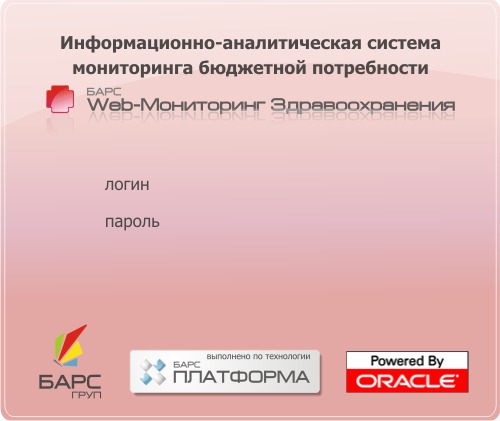 Информационно-аналитическая система
мониторинга бюджетной потребности
БАРС
Web-Мониторинг Здравоохранения
логин
пароль
БАРС
ГРУП
выполнено по технологии
БАРС
ПЛАТФОРМА
Powered By
ORACLE®